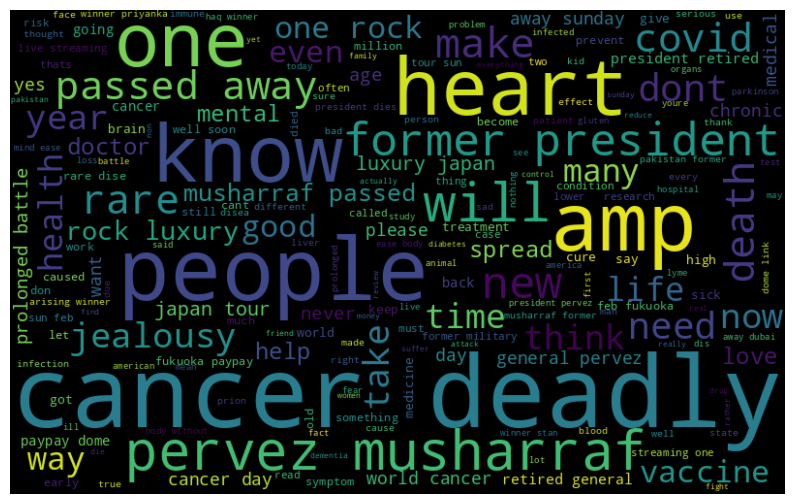 face
winner priyanka
immune
haq winner
risk
thought
going
one
one rock
make
away sunday
give
covid
serious
use
yet
live streaming
thats
even
million
problem
prevent
infected
two
kid
president retired
medical
passed away
yes
often
age
tour sun
heart
dont
organs
pakistan
cancer
today
sure
family
everything
year
brain
president dies
effect
sunday
youre
parkinson
doctor
mental
well soon
died
bad
person
become
patient
gluten
reduce
thank
chronic
mind ease
loss
battle
non
know
former president
see
pakistan former
test
rare dise
luxury japan
many
every
health
actually
thing
nothing
control
condition
hospital
may
rare
musharraf passed
will
amp
death
cant
different
sad
lower
research
prolonged battle
still
disea
called
study
treatment
rock luxury
good
please
case
work
said
liver
ease body
prolonged
spread
cure
say
high
dome link
people
caused
want
due
diabetes
america
new
life
don
animal
back
first
sick
lyme
arising winner
japan tour
never
keep
president pervez
feb fukuoka
sun feb
find
much
review
live
time
musharraf former
man
real
need
now
let
jealousy
friend
money
world
former military
away dubai
help
made
must
attack
really
dis
think
infection
american
fukuoka paypay
right
day
suffer
general pervez
love
mean
fear
take
medicine
cancer
deadly
got
prion
women
something
drug
rather
ill
body without
old
cause
blood
state
paypay dome
fact
winner stan
well
way
pervez musharraf
streaming one
die
dementia
lot
vaccine
early
true
cancer day
read
symptom
world cancer
retired general
fight